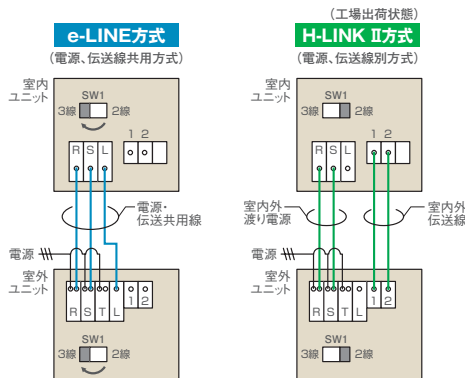 e-LINE方式
(電源、伝送線共用方式)
室内
ユニット
SW1
3線 2線
1 2
R S L
電源・
伝送共用線
電源
室外
ユニット
R S T L 1 2
SW1
3線 2線
(工場出荷状態)
H-LINK Ⅱ方式
(電源、伝送線別方式)
室内
ユニット
SW1
3線 2線
1 2
R S L
室内外
渡り電源
室内外
伝送線
電源
室外
ユニット
R S T L 1 2
SW1
3線 2線